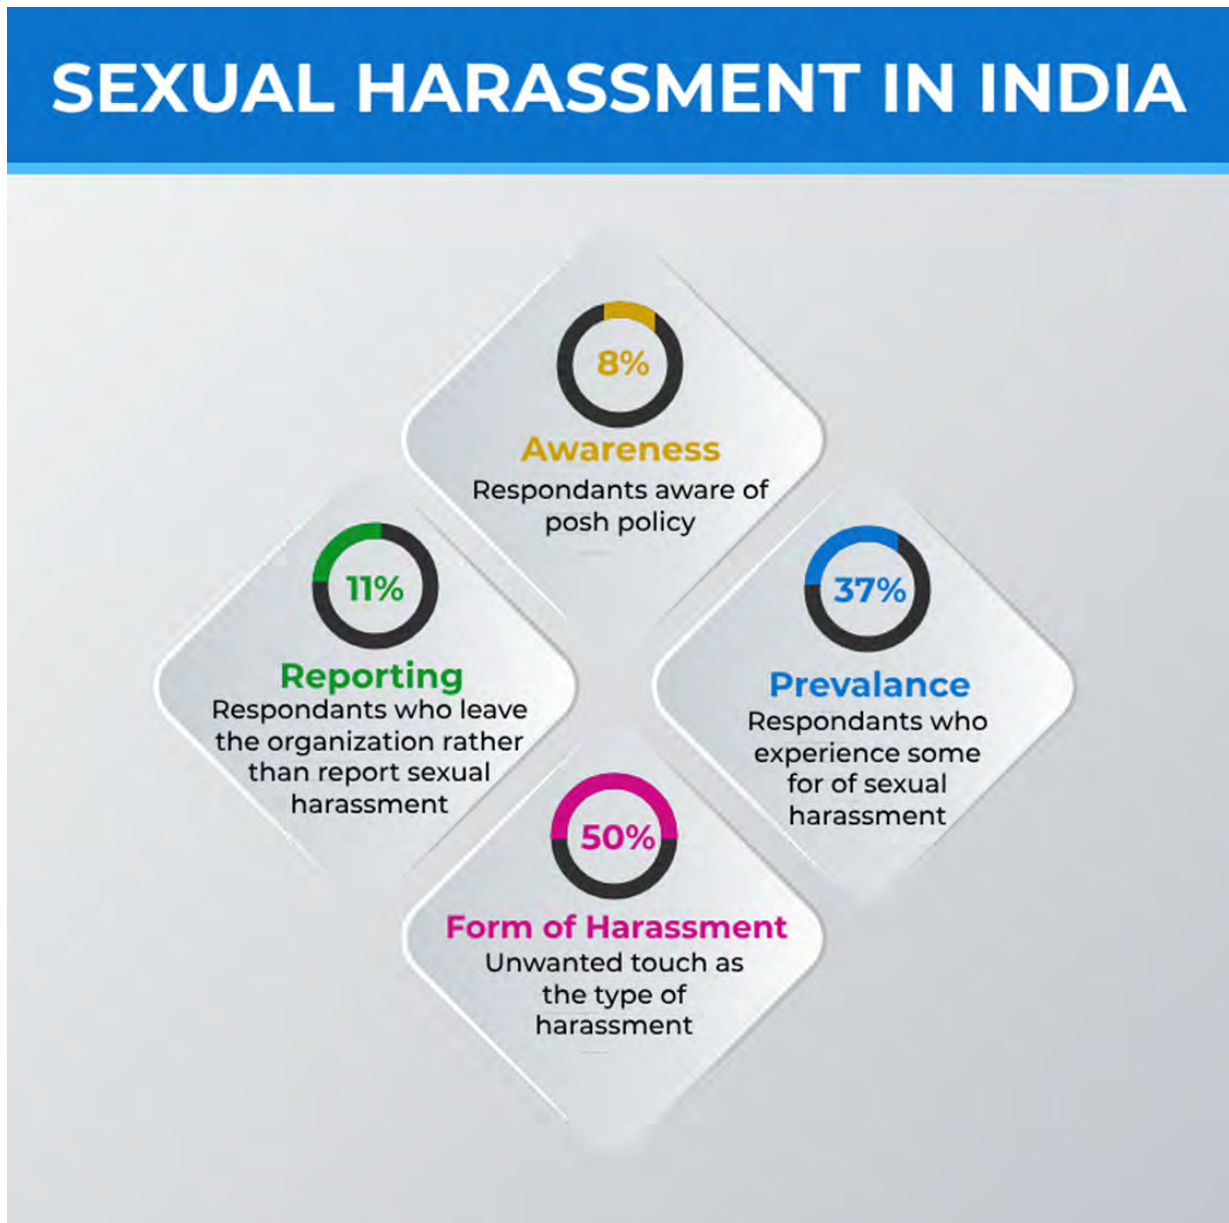 SEXUAL HARASSMENT IN INDIA
8%
Awareness
Respondants aware of
posh policy
11%
Reporting
Respondants who leave
the organization rather
than report sexual
harassment
37%
Prevalance
Respondants who
experience some
for of sexual
harassment
50%
Form of Harassment
Unwanted touch as
the type of
harassment